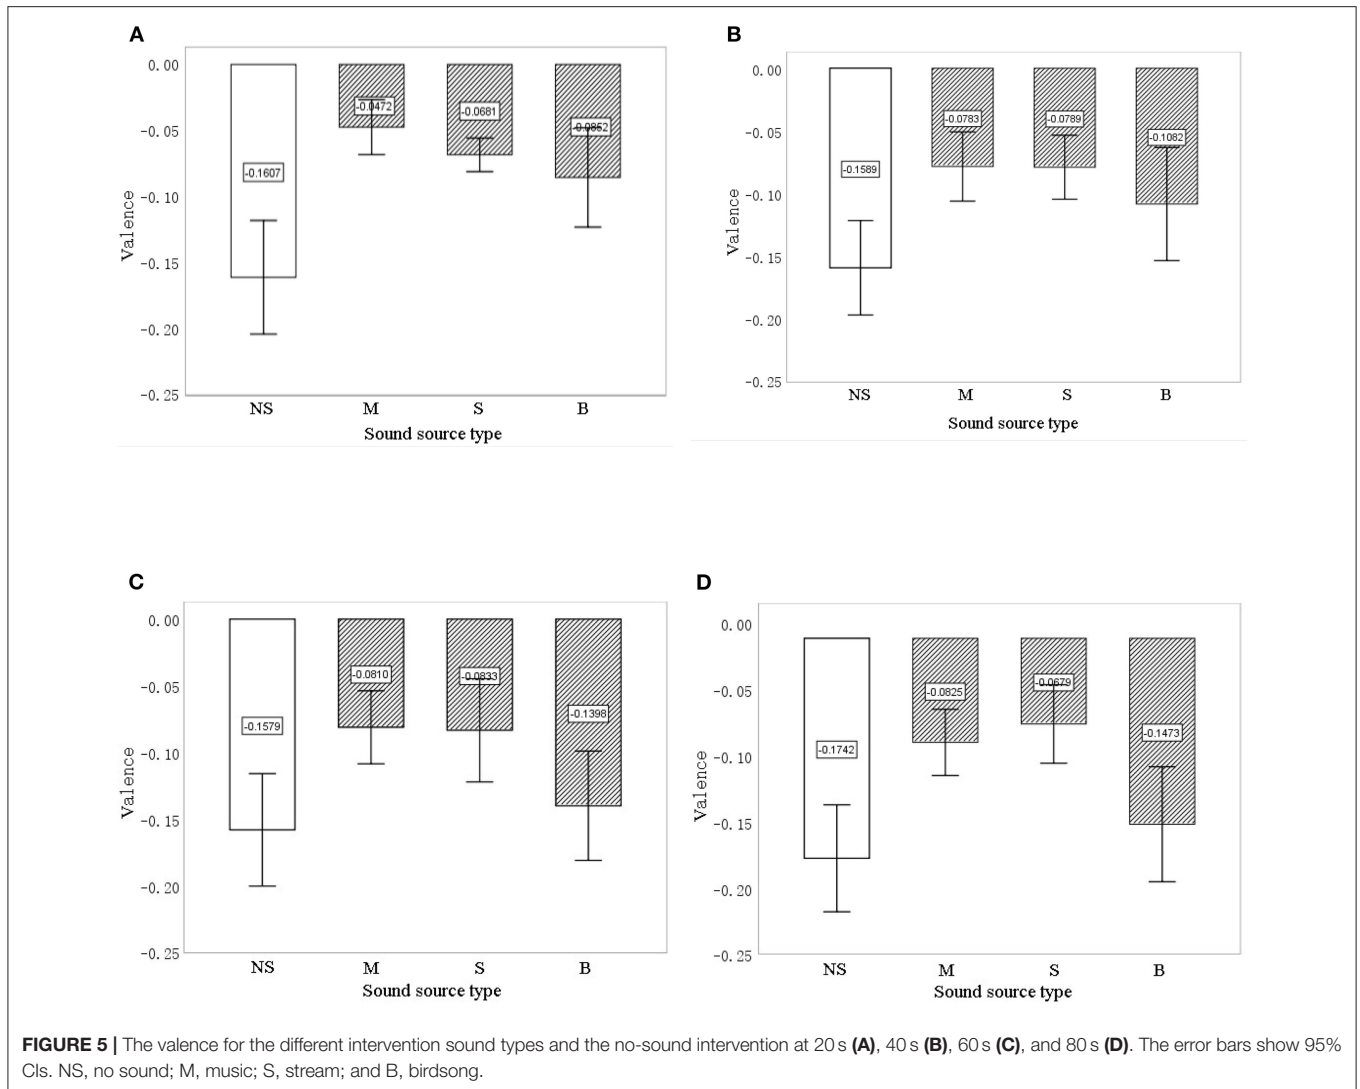 A
0.00
-0.05
-0.10
-0.15
-0.20
-0.25
Valence
-0.1607
-0.0472
-0.0681
-0.0852
NS M S B
Sound source type
B
0.00
-0.05
-0.10
-0.15
-0.20
-0.25
Valence
-0.1589
-0.0783
-0.0789
-0.1082
NS M S B
Sound source type
C
0.00
-0.05
-0.10
-0.15
-0.20
-0.25
Valence
-0.1579
-0.0810
-0.0833
-0.1398
NS M S B
Sound source type
D
0.00
-0.05
-0.10
-0.15
-0.20
-0.25
Valence
-0.1742
-0.0825
-0.0679
-0.1473
NS M S B
Sound source type
FIGURE 5 | The valence for the different intervention sound types and the no-sound intervention at 20 s (A), 40 s (B), 60 s (C), and 80 s (D). The error bars show 95%
CIs. NS, no sound; M, music; S, stream; and B, birdsong.